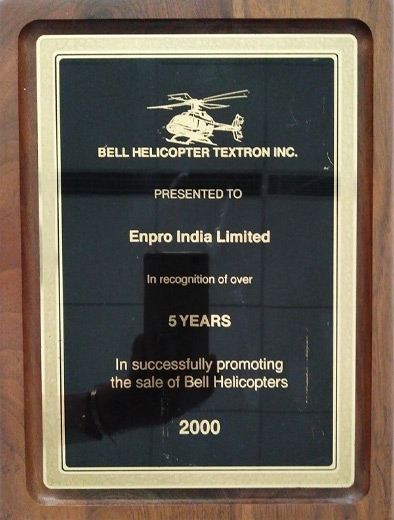 BELL HELICOPTER TEXTRON INC.
PRESENTED TO
Enpro India Limited
In recognition of over
5 YEARS
In successfully promoting
the sale of Bell Helicopters
2000